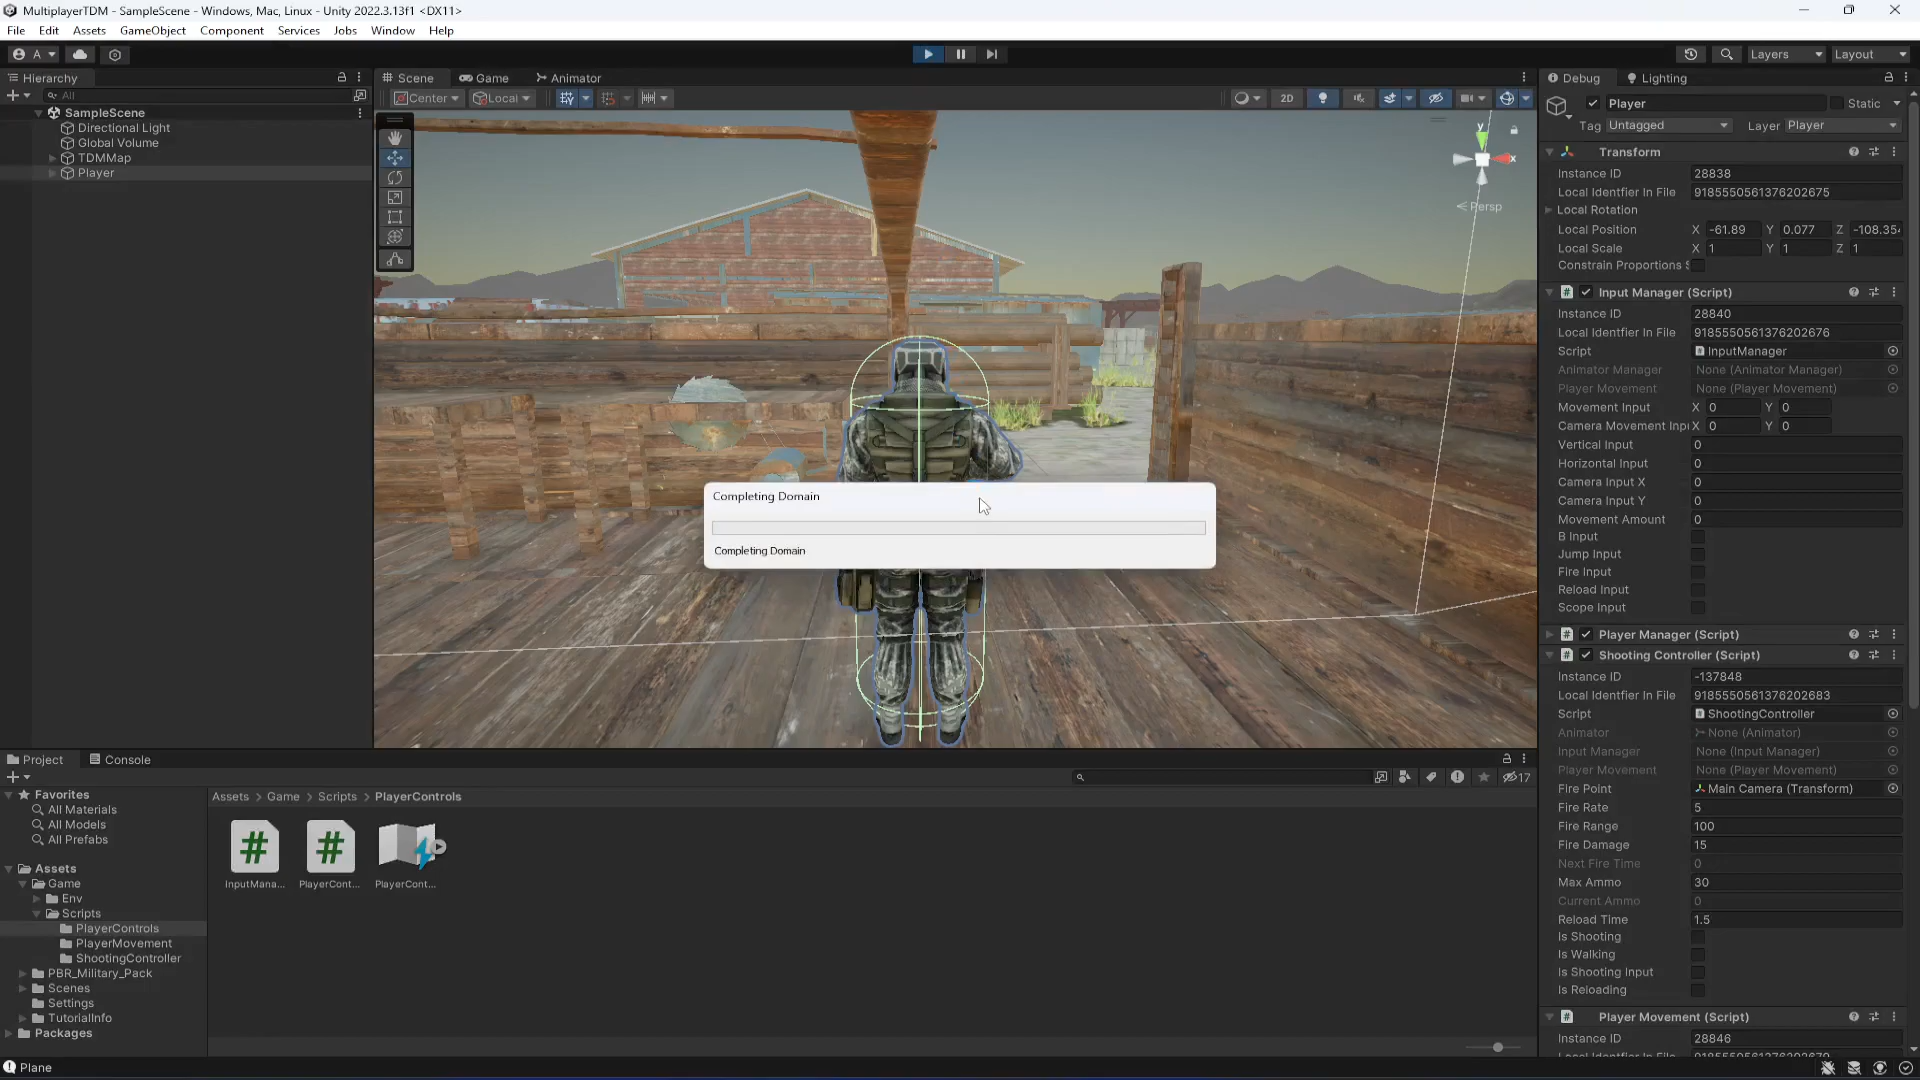 MultiplayerTDM - SampleScene - Windows, Mac, Linux - Unity 2022.3.13f1 <DX11>
File Edit Assets GameObject Component Services Jobs Window Help
A
Layers
Layout
Hierarchy
All
SampleScene
Directional Light
Global Volume
TDMMap
Player
Scene
Game
Animator
Center
Local
2D
y
x
Persp
Completing Domain
Completing Domain
Debug
Lighting
Player
Static
Tag Untagged
Layer Player
Transform
Instance ID 28838
Local Identfier In File 9185550561376202675
Local Rotation
Local Position X -61.89 Y 0.077 Z -108.354
Local Scale X 1 Y 1 Z 1
Constrain Proportions S
Input Manager (Script)
Instance ID 28840
Local Identfier In File 9185550561376202676
Script InputManager
Animator Manager None (Animator Manager)
Player Movement None (Player Movement)
Movement Input X 0 Y 0
Camera Movement Inpu X 0 Y 0
Vertical Input 0
Horizontal Input 0
Camera Input X 0
Camera Input Y 0
Movement Amount 0
B Input
Jump Input
Fire Input
Reload Input
Scope Input
Player Manager (Script)
Shooting Controller (Script)
Instance ID -137848
Local Identfier In File 9185550561376202683
Script ShootingController
Animator None (Animator)
Input Manager None (Input Manager)
Player Movement None (Player Movement)
Fire Point Main Camera (Transform)
Fire Rate 5
Fire Range 100
Fire Damage 15
Next Fire Time 0
Max Ammo 30
Current Ammo 0
Reload Time 1.5
Is Shooting
Is Walking
Is Shooting Input
Is Reloading
Player Movement (Script)
Instance ID 28846
Project
Console
17
Favorites
All Materials
All Models
All Prefabs
Assets
Game
Env
Scripts
PlayerControls
PlayerMovement
ShootingController
PBR_Military_Pack
Scenes
Settings
TutorialInfo
Packages
Assets > Game > Scripts > PlayerControls
InputMana...
PlayerCont...
PlayerCont...
Plane